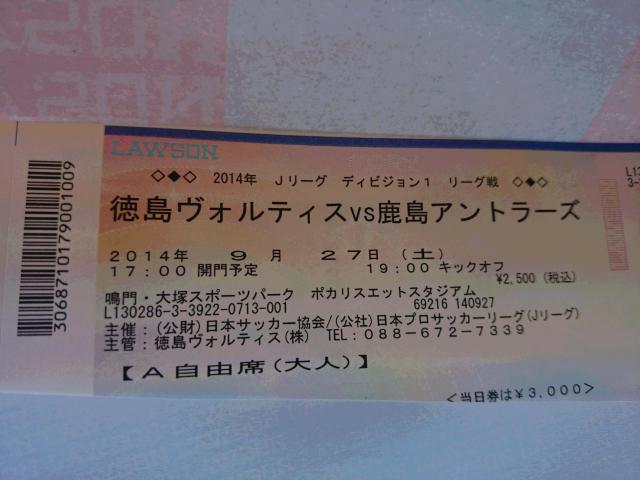 LAWSON
◇◆◇ 2014年 Jリーグ ディビジョン1 リーグ戦 ◇◆◇
徳島ヴォルティスvs鹿島アントラーズ
2014年 9月 27日(土)
17:00 開門予定 19:00 キックオフ
¥2,500(税込)
鳴門・大塚スポーツパーク ポカリスエットスタジアム
L130286-3-3922-0713-001 69216 140927
主催:(公財)日本サッカー協会/(公社)日本プロサッカーリーグ(Jリーグ)
主管:徳島ヴォルティス(株) TEL:088-672-7339
【A自由席(大人)】
<当日券は¥3,000>
3068710179001009
L13